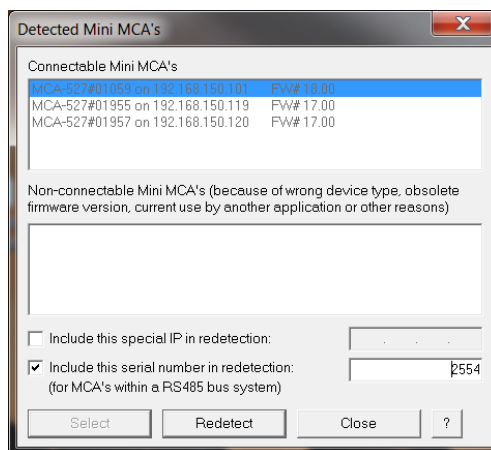 Detected Mini MCA's
X
Connectable Mini MCA's
MCA-527#01059 on 192.168.150.101 FW# 18.00
MCA-527#01955 on 192.168.150.119 FW# 17.00
MCA-527#01957 on 192.168.150.120 FW# 17.00
Non-connectable Mini MCA's (because of wrong device type, obsolete
firmware version, current use by another application or other reasons)
Include this special IP in redetection: . . .
Include this serial number in redetection: 2554
(for MCA's within a RS485 bus system)
Select Redetect Close ?